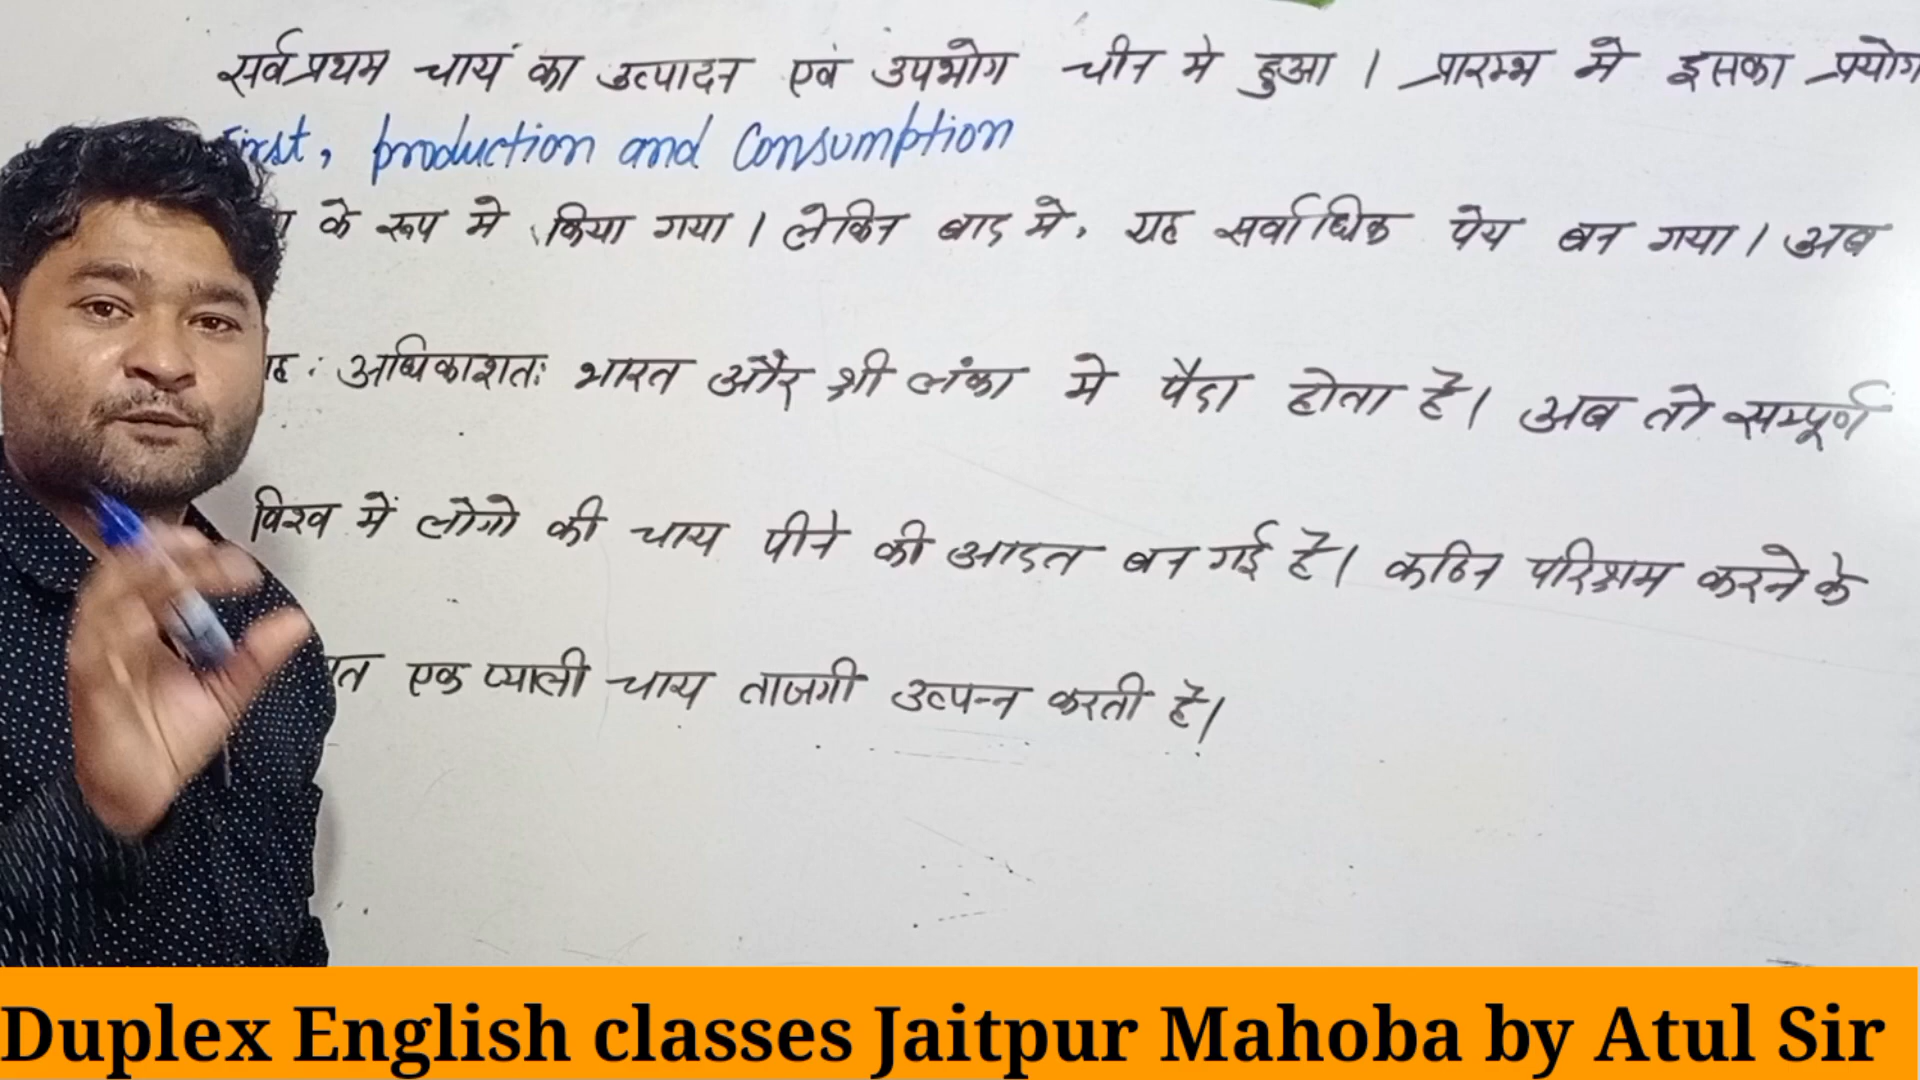 सर्वप्रथम चायं का उत्पादन एवं उपभोग चीन मे हुआ । प्रारम्भ मे इसका प्रयोग
First, production and Consumption
के रूप मे किया गया । लेकिन बाद मे, यह सर्वाधिक पेय बन गया । अब
अधिकाशतः भारत और श्री लंका मे पैदा होता है। अब तो सम्पूर्ण
विश्व में लोगो की चाय पीने की आदत बन गई है। कठिन परिश्रम करने के
एक प्याली चाय ताजगी उत्पन्न करती है।
Duplex English classes Jaitpur Mahoba by Atul Sir